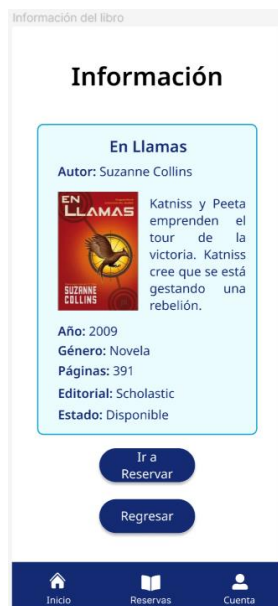 Información del libro
Información
En Llamas
Autor: Suzanne Collins
EN
LLAMAS
SUZANNE
COLLINS
Katniss y Peeta
emprenden el
tour de la
victoria. Katniss
cree que se está
gestando una
rebelión.
Año: 2009
Género: Novela
Páginas: 391
Editorial: Scholastic
Estado: Disponible
Ir a
Reservar
Regresar
Inicio
Reservas
Cuenta